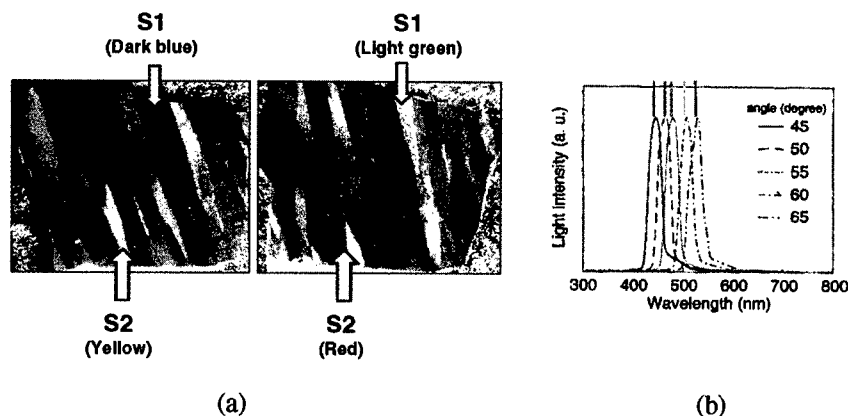 S1
(Dark blue)
S1
(Light green)
S2
(Yellow)
S2
(Red)
(a)
Light intensity (a. u.)
angle (degree)
45
50
55
60
65
300 400 500 600 700 800
Wavelength (nm)
(b)